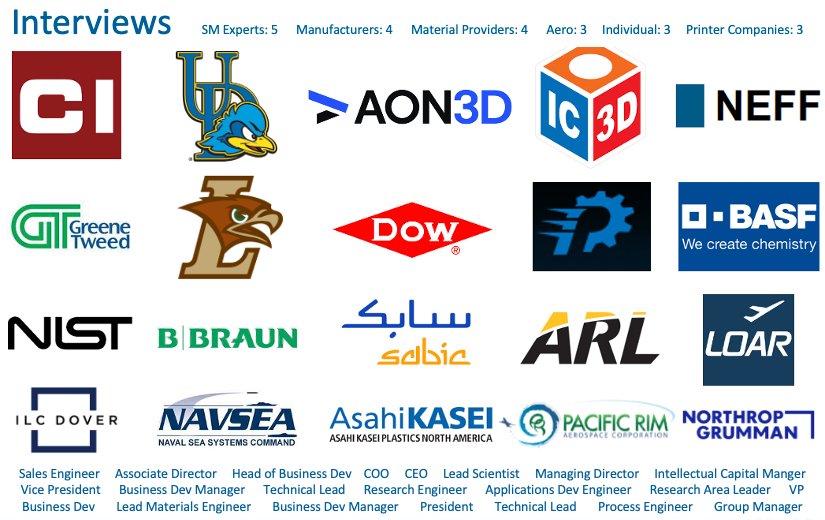 Interviews
SM Experts: 5 Manufacturers: 4 Material Providers: 4 Aero: 3 Individual: 3 Printer Companies: 3
CI
UD
AON3D
IC 3D
NEFF
GT Greene Tweed
L
Dow ®
P
BASF
We create chemistry
NIST
B|BRAUN
سابک
sabic
ARL
LOAR
ILC DOVER
NAVSEA
NAVAL SEA SYSTEMS COMMAND
AsahiKASEI
ASAHI KASEI PLASTICS NORTH AMERICA
PACIFIC RIM
AEROSPACE CORPORATION
NORTHROP
GRUMMAN
Sales Engineer Associate Director Head of Business Dev COO CEO Lead Scientist Managing Director Intellectual Capital Manger
Vice President Business Dev Manager Technical Lead Research Engineer Applications Dev Engineer Research Area Leader VP
Business Dev Lead Materials Engineer Business Dev Manager President Technical Lead Process Engineer Group Manager